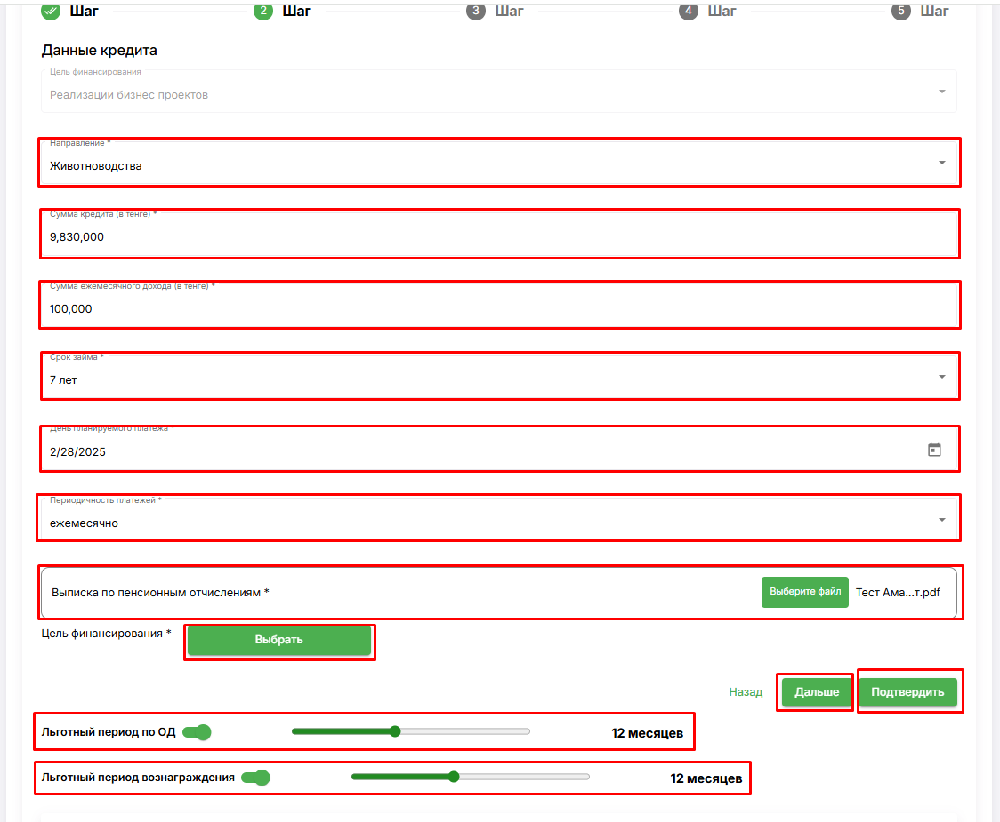 Шаг 2 Шаг 3 Шаг 4 Шаг 5 Шаг
Данные кредита
Цель финансирования
Реализации бизнес проектов
Направление *
Животноводства
Сумма кредита (в тенге) *
9,830,000
Сумма ежемесячного дохода (в тенге) *
100,000
Срок займа *
7 лет
День планируемого платежа *
2/28/2025
Периодичность платежей *
ежемесячно
Выписка по пенсионным отчислениям * Выберите файл Тест Ама...т.pdf
Цель финансирования * Выбрать
Назад Дальше Подтвердить
Льготный период по ОД 12 месяцев
Льготный период вознаграждения 12 месяцев